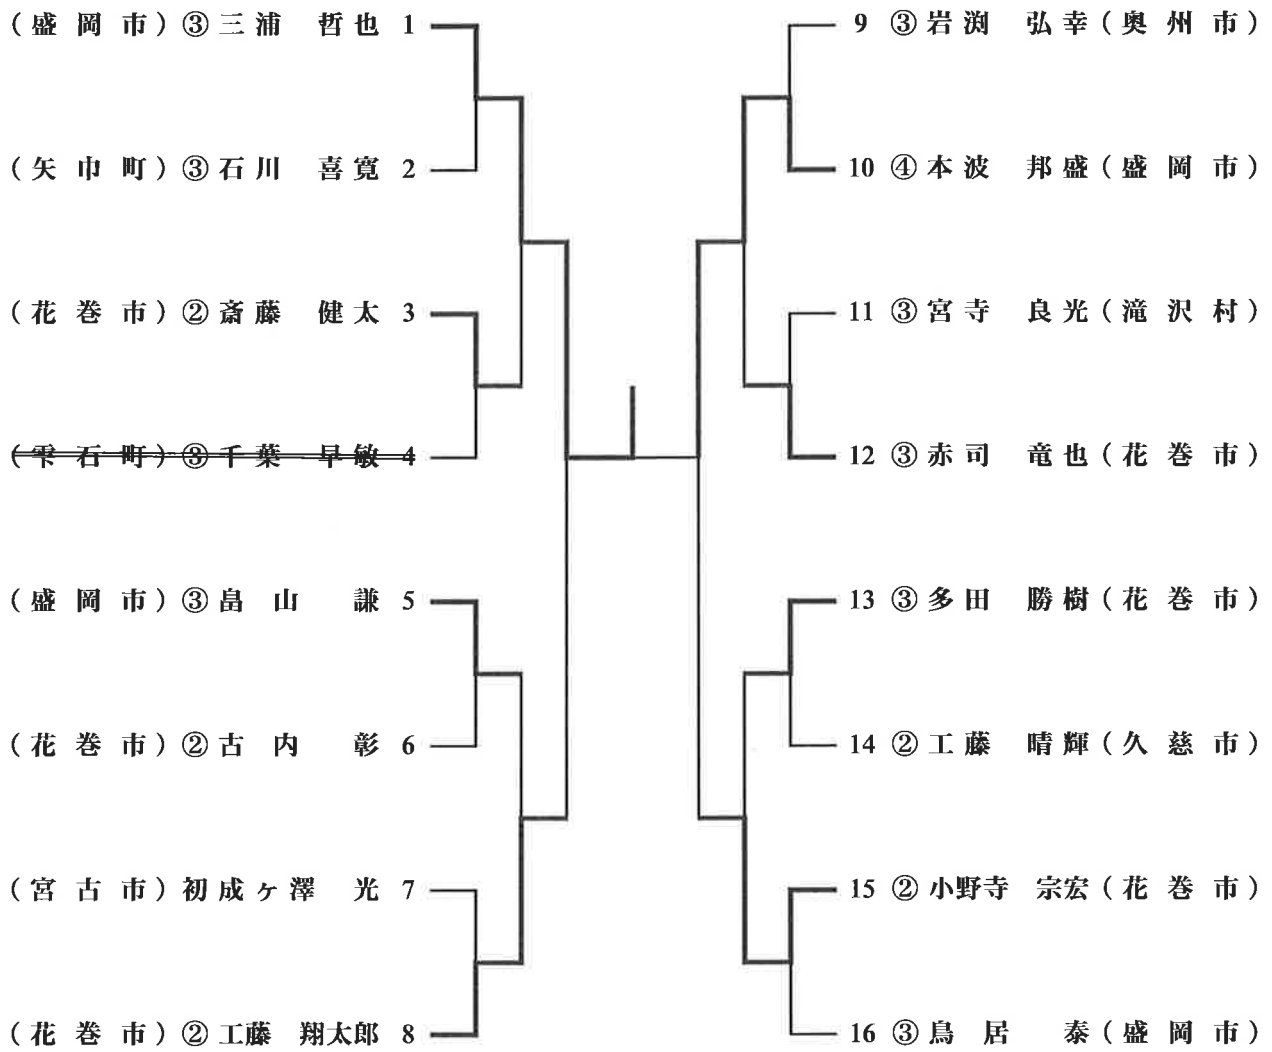 (盛岡市)③三浦 哲也 1
(矢巾町)③石川 喜寛 2
(花巻市)②斎藤 健太 3
(雫石町)③千葉 早敏 4
(盛岡市)③畠山 謙 5
(花巻市)②古内 彰 6
(宮古市)初成ヶ澤 光 7
(花巻市)②工藤 翔太郎 8
9 ③岩渕 弘幸(奥州市)
10 ④本波 邦盛(盛岡市)
11 ③宮寺 良光(滝沢村)
12 ③赤司 竜也(花巻市)
13 ③多田 勝樹(花巻市)
14 ②工藤 晴輝(久慈市)
15 ②小野寺 宗宏(花巻市)
16 ③鳥居 泰(盛岡市)